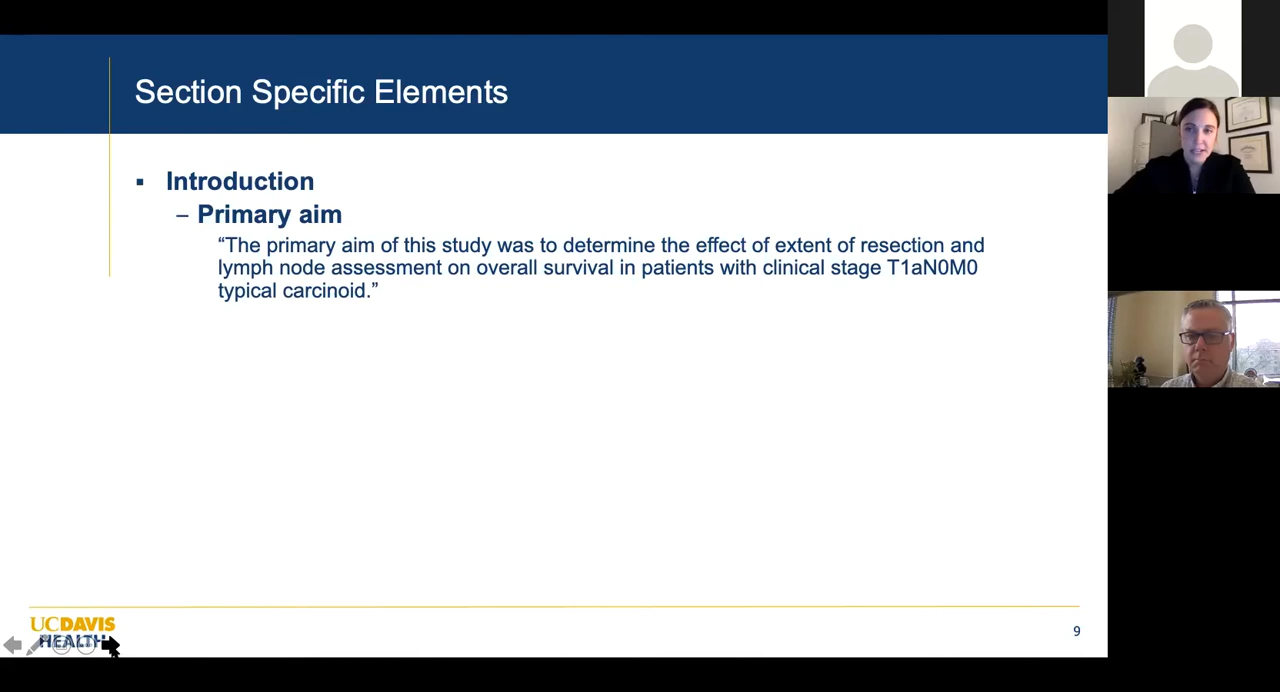 Section Specific Elements
▪ Introduction
– Primary aim
“The primary aim of this study was to determine the effect of extent of resection and
lymph node assessment on overall survival in patients with clinical stage T1aN0M0
typical carcinoid.”
UCDAVIS
HEALTH
9